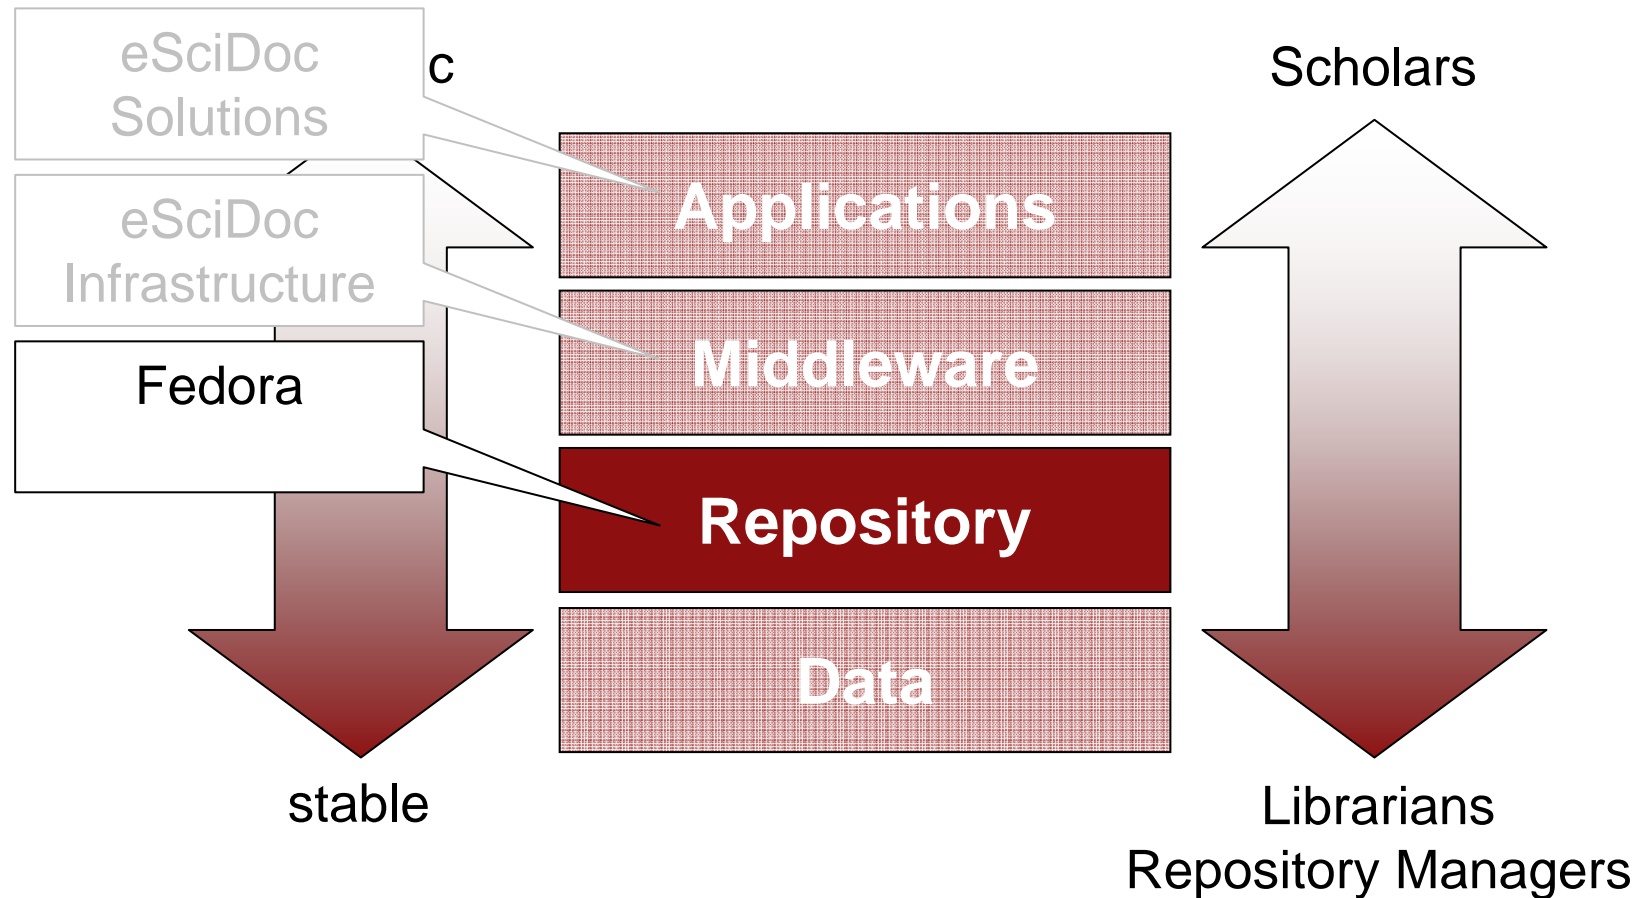 eSciDoc
Solutions
c
Scholars
Applications
eSciDoc
Infrastructure
Middleware
Fedora
Repository
Data
stable
Librarians
Repository Managers